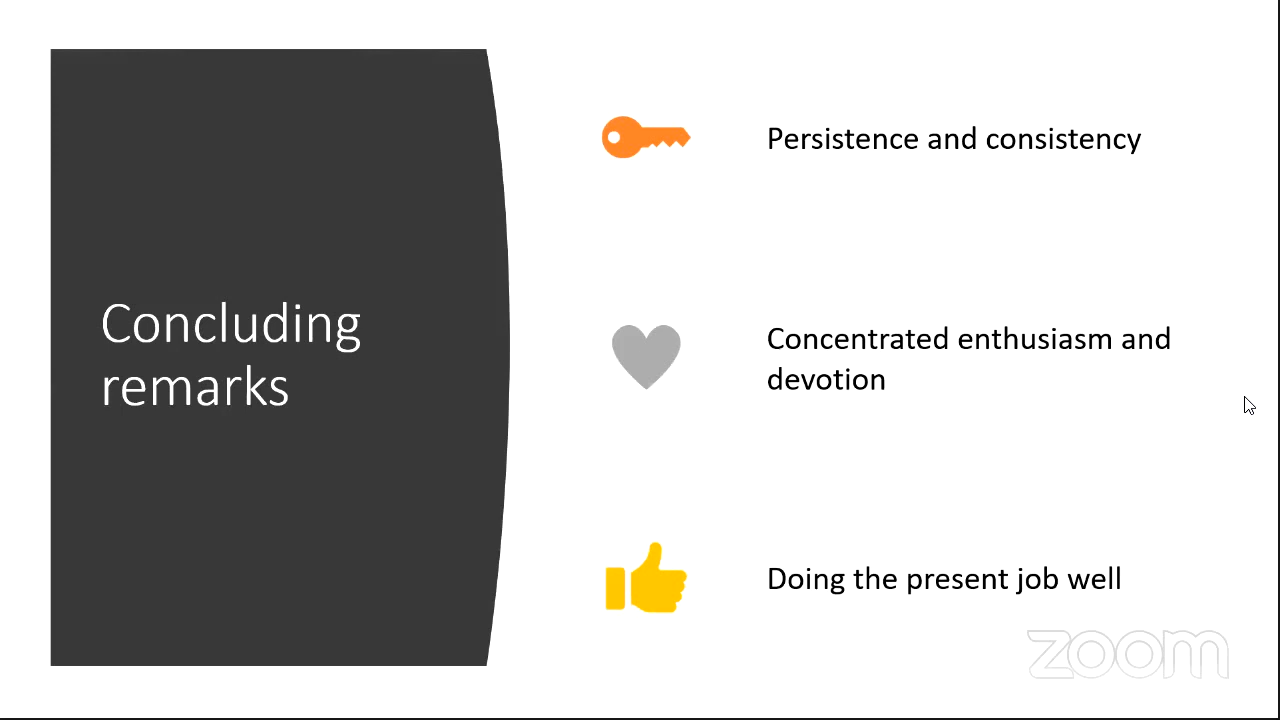 Concluding
remarks
Persistence and consistency
Concentrated enthusiasm and
devotion
Doing the present job well
zoom